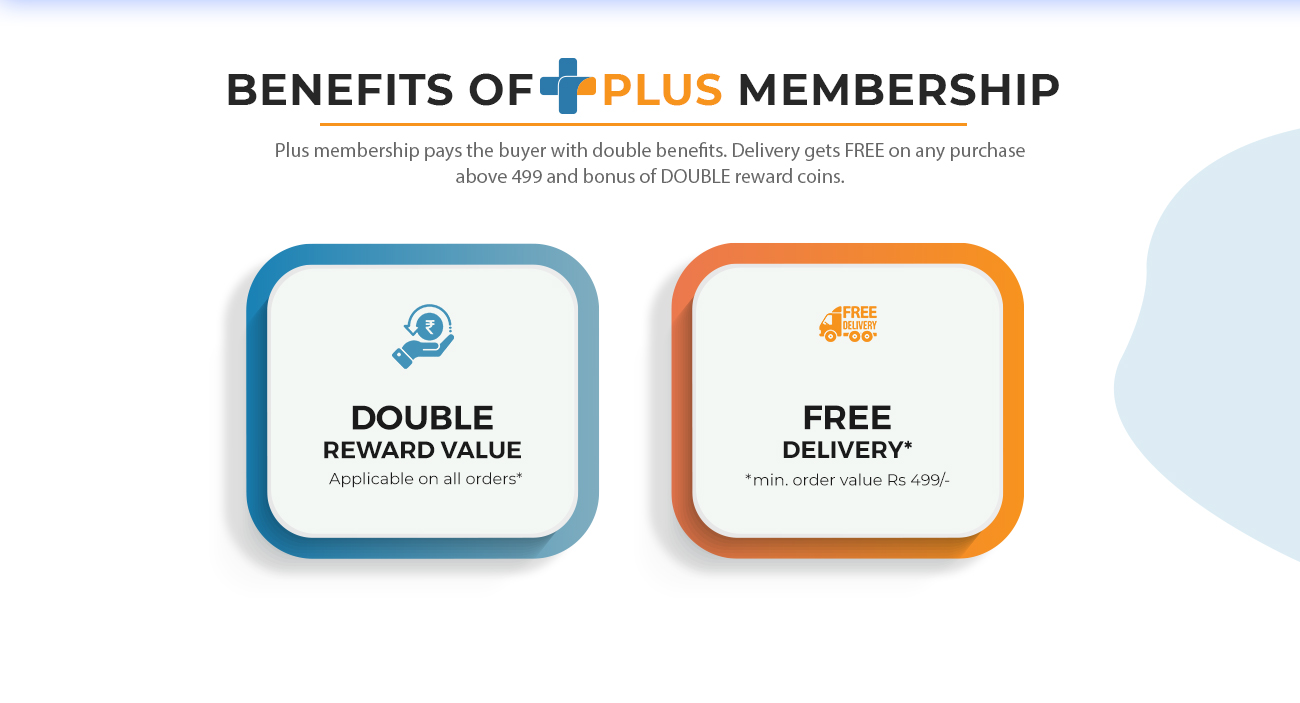 BENEFITS OF PLUS MEMBERSHIP
Plus membership pays the buyer with double benefits. Delivery gets FREE on any purchase
above 499 and bonus of DOUBLE reward coins.
₹
DOUBLE
REWARD VALUE
Applicable on all orders*
FREE
DELIVERY
FREE
DELIVERY*
*min. order value Rs 499/-